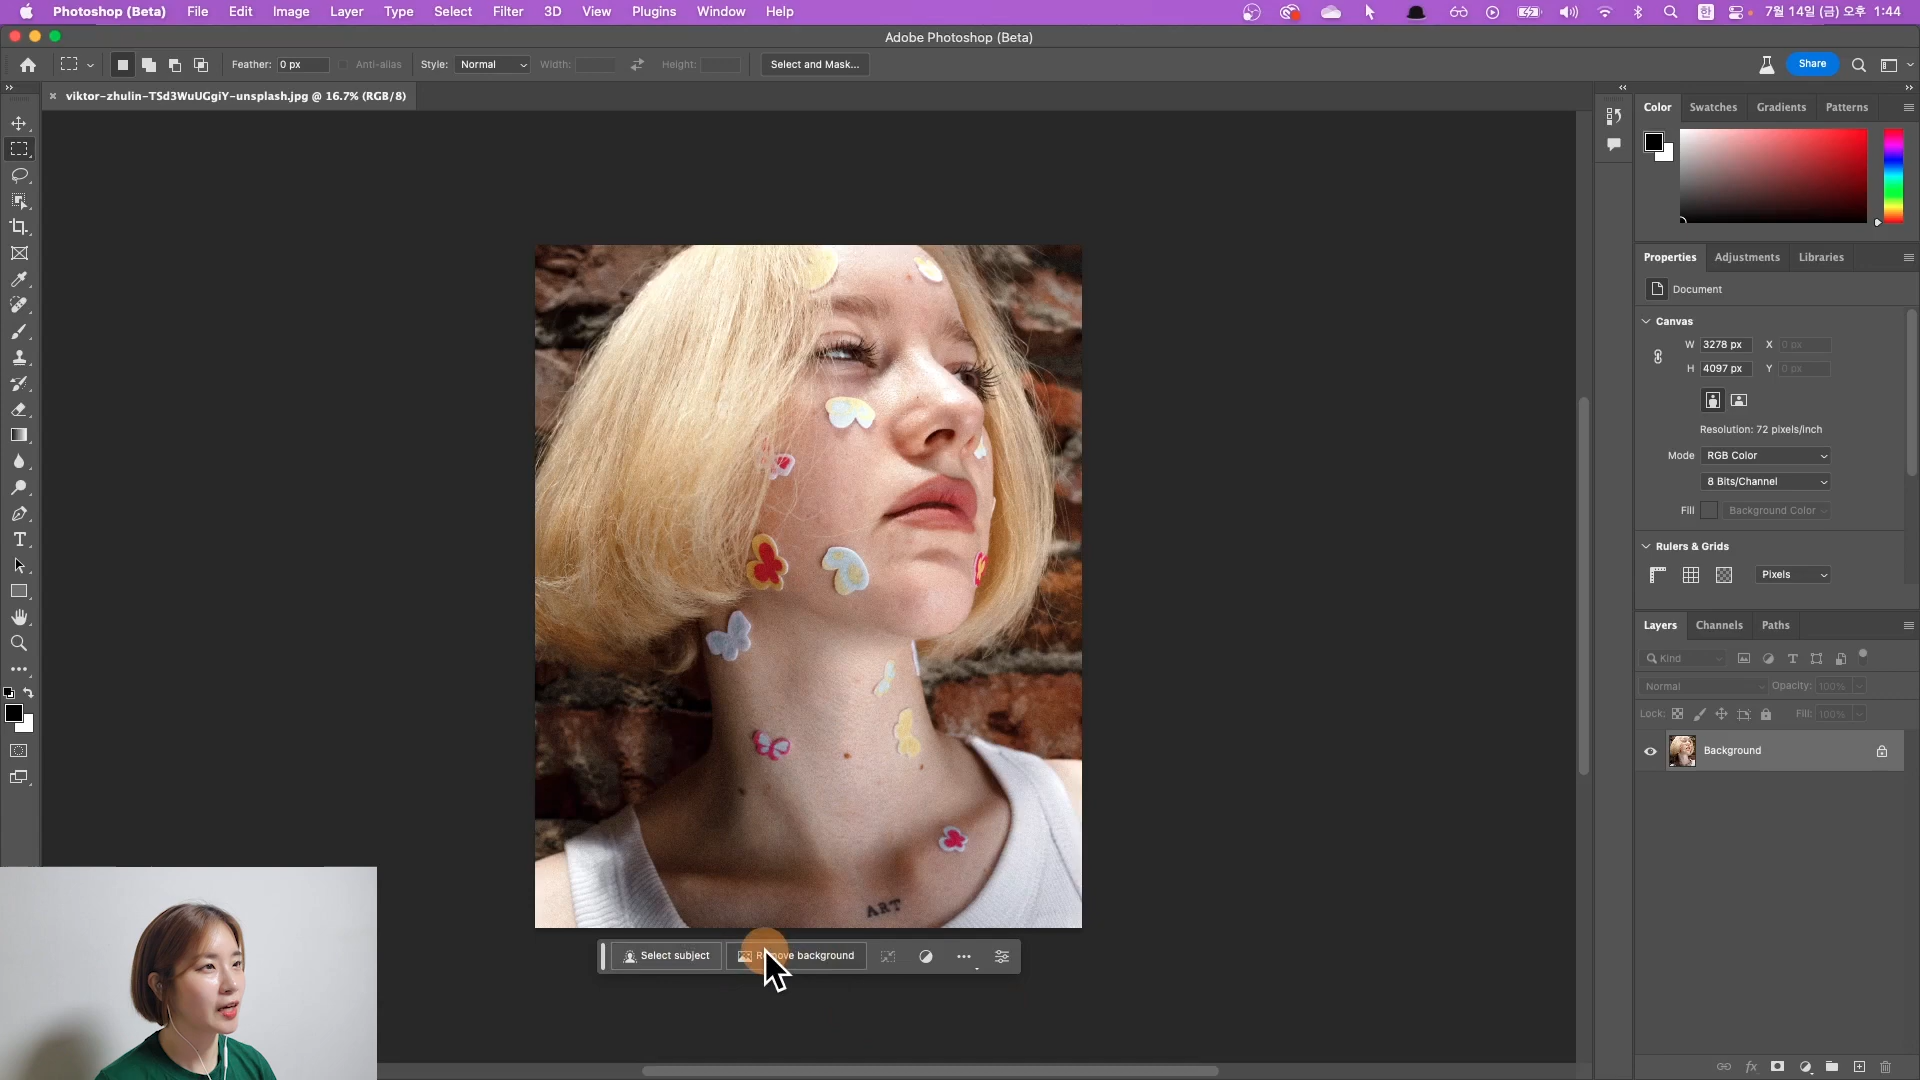 Photoshop (Beta) File Edit Image Layer Type Select Filter 3D View Plugins Window Help 한 7월 14일 (금) 오후 1:44
Adobe Photoshop (Beta)
Feather: 0 px Anti-alias Style: Normal Width: Height: Select and Mask... Share
viktor-zhulin-TSd3WuUGgiY-unsplash.jpg @ 16.7% (RGB/8)
Color Swatches Gradients Patterns
Properties Adjustments Libraries
Document
Canvas
W 3278 px X 0 px
H 4097 px Y 0 px
Resolution: 72 pixels/inch
Mode RGB Color
8 Bits/Channel
Fill Background Color
Rulers & Grids
Pixels
Layers Channels Paths
Kind
Normal Opacity: 100%
Lock: Fill: 100%
Background
ART
Select subject Remove background